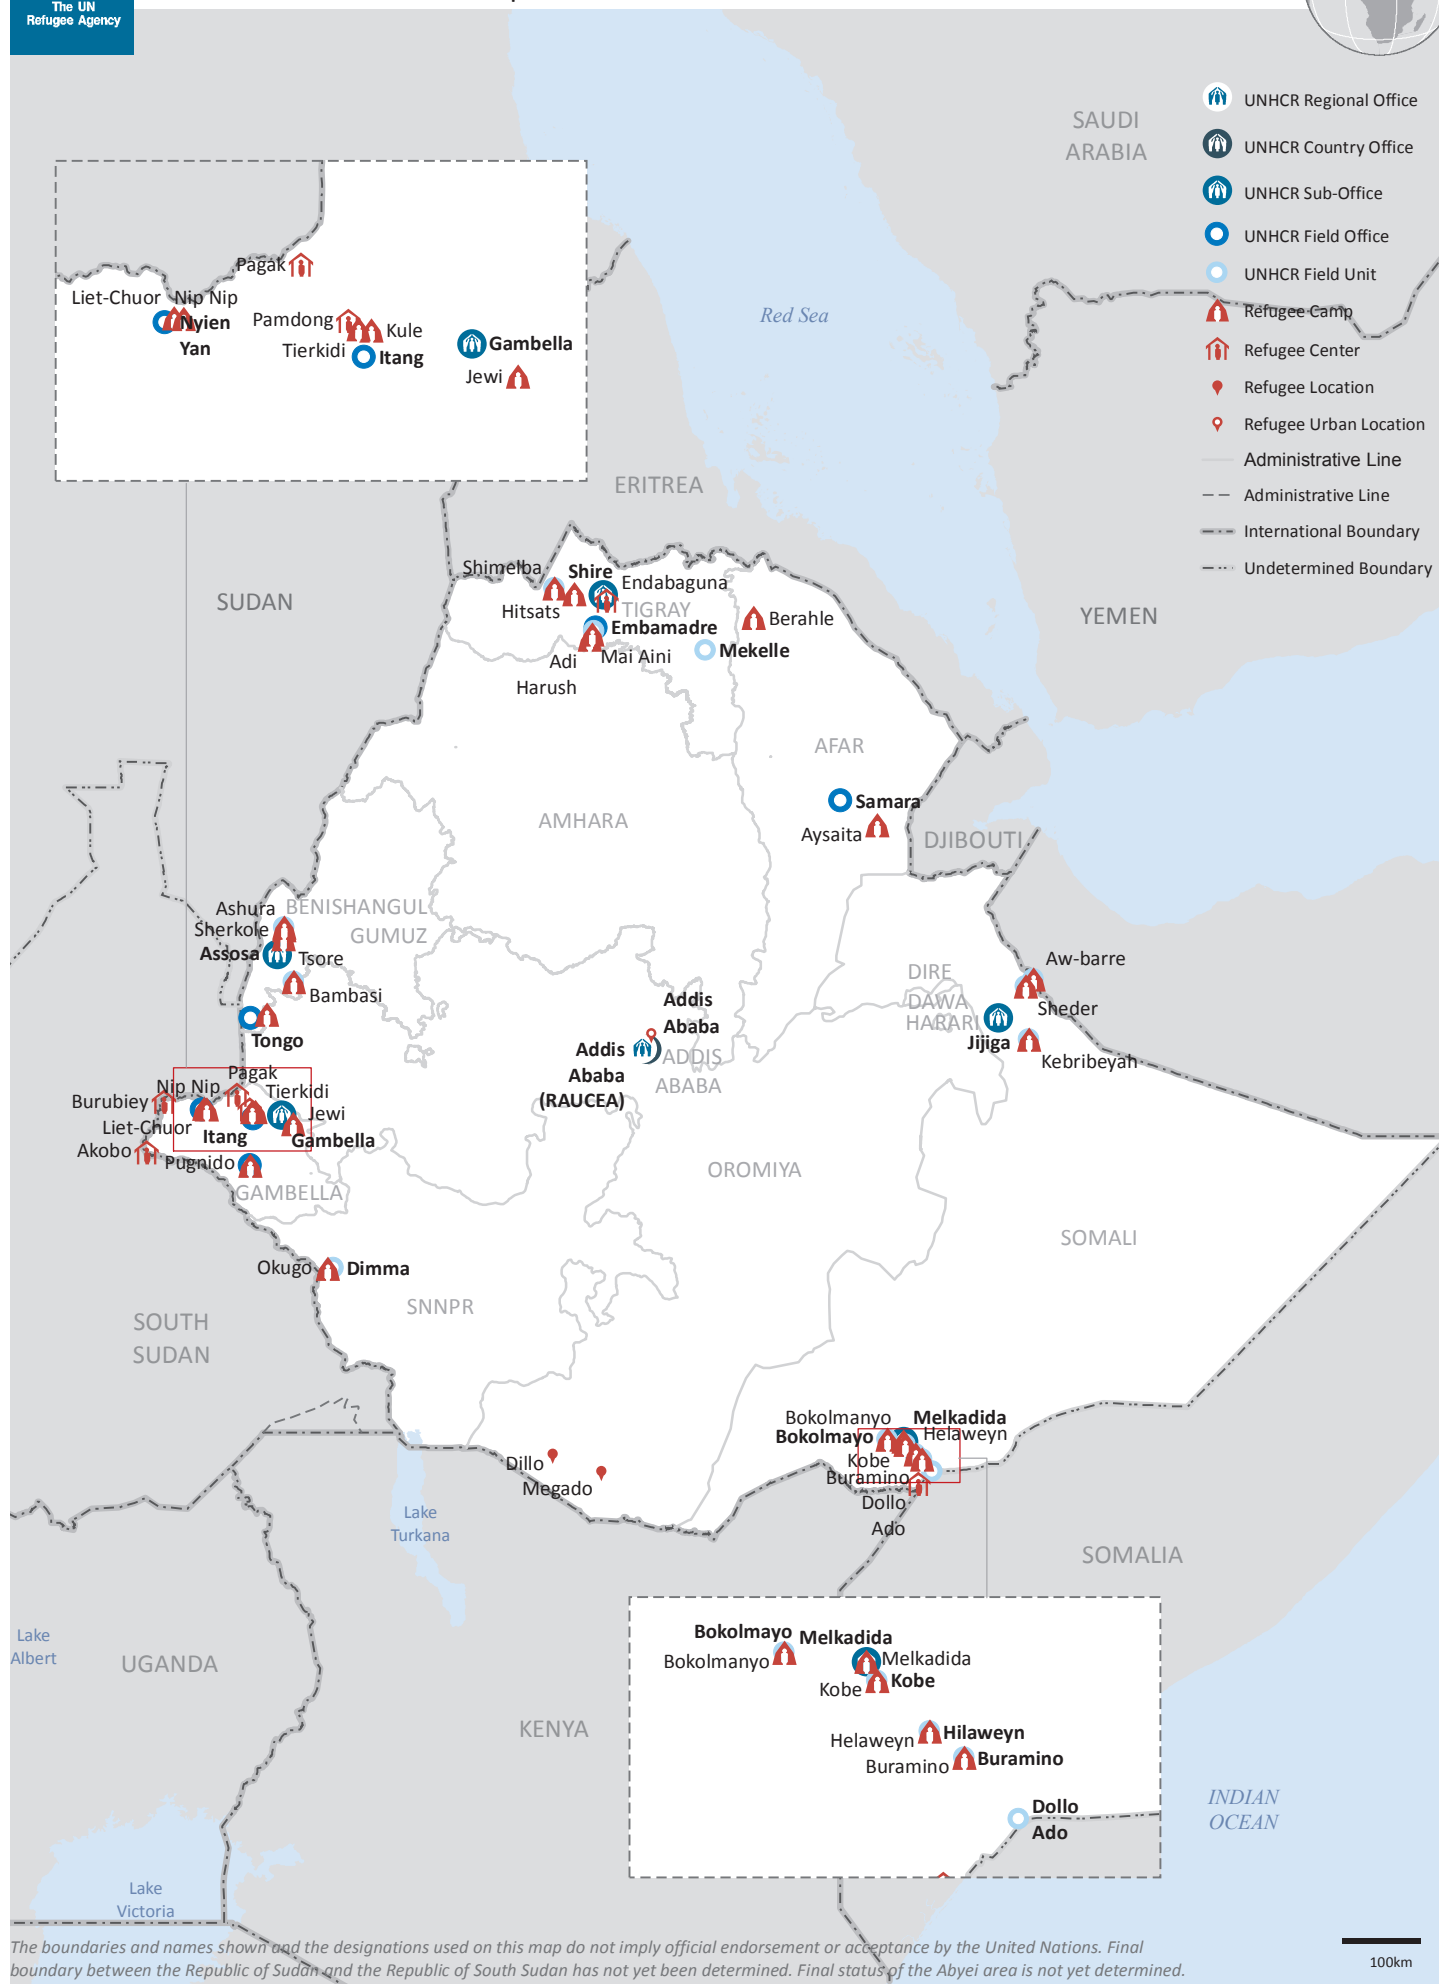 The UN
Refugee Agency
UNHCR Regional Office
UNHCR Country Office
UNHCR Sub-Office
UNHCR Field Office
UNHCR Field Unit
Refugee Camp
Refugee Center
Refugee Location
Refugee Urban Location
Administrative Line
Administrative Line
International Boundary
Undetermined Boundary
SAUDI
ARABIA
Red Sea
Pagak
Liet-Chuor
Nip Nip
Nyien
Yan
Pamdong
Kule
Tierkidi
Itang
Gambella
Jewi
ERITREA
SUDAN
YEMEN
Shimelba
Shire
Endabaguna
Hitsats
TIGRAY
Embamadre
Berahle
Adi
Harush
Mai Aini
Mekelle
AFAR
Samara
Aysaita
AMHARA
DJIBOUTI
Ashura
BENISHANGUL
GUMUZ
Sherkole
Assosa
Tsore
Bambasi
Tongo
DIRE
DAWA
HARARI
Aw-barre
Sheder
Jijiga
Kebribeyah
Addis
Ababa
Addis
Ababa
(RAUCEA)
ADDIS
ABABA
Pagak
Nip Nip
Tierkidi
Burubiey
Jewi
Liet-Chuor
Itang
Gambella
Akobo
Pugnido
GAMBELLA
OROMIYA
SOMALI
Okugo
Dimma
SNNPR
SOUTH
SUDAN
Bokolmanyo
Melkadida
Bokolmayo
Helaweyn
Kobe
Buramino
Dollo
Ado
Dillo
Megado
Lake
Turkana
SOMALIA
Lake
Albert
UGANDA
KENYA
Bokolmayo
Melkadida
Bokolmanyo
Melkadida
Kobe
Kobe
Helaweyn
Hilaweyn
Buramino
Buramino
Dollo
Ado
INDIAN
OCEAN
Lake
Victoria
The boundaries and names shown and the designations used on this map do not imply official endorsement or acceptance by the United Nations. Final
boundary between the Republic of Sudan and the Republic of South Sudan has not yet been determined. Final status of the Abyei area is not yet determined.
100km